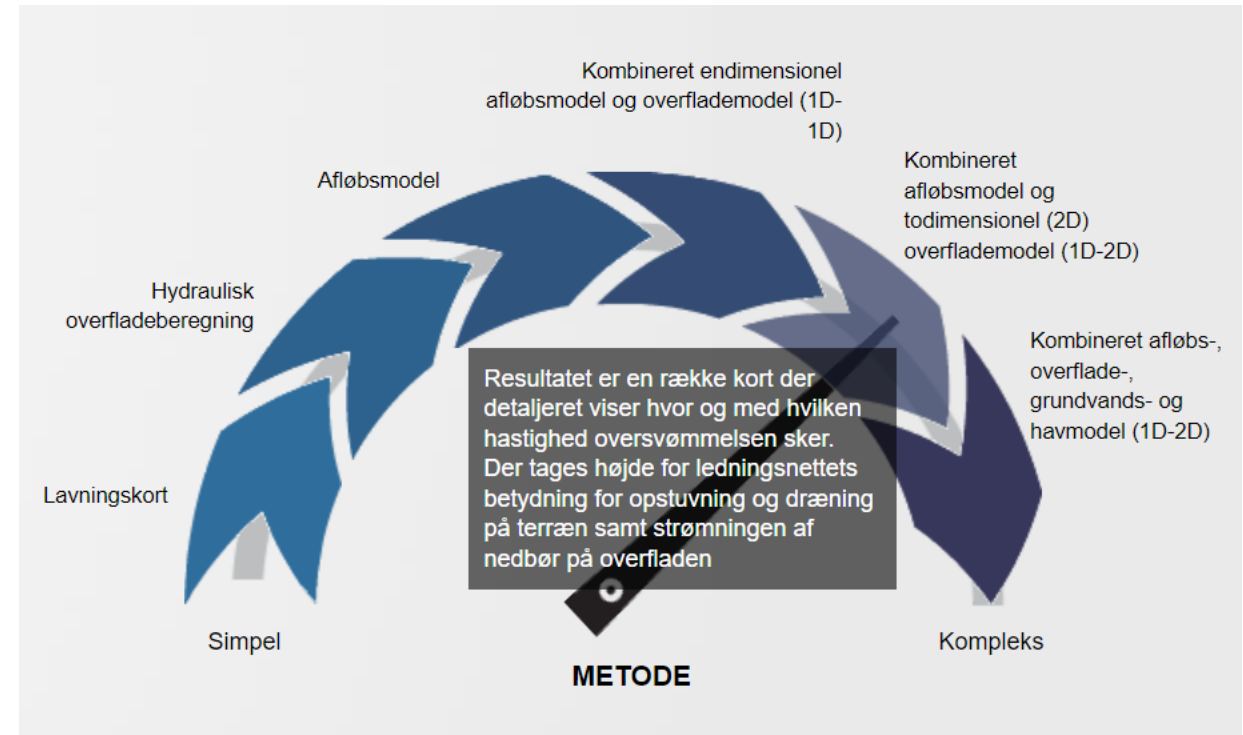 Kombineret endimensionel
afløbsmodel og overflademodel (1D-
1D)
Kombineret
afløbsmodel og
todimensionel (2D)
overflademodel (1D-2D)
Afløbsmodel
Hydraulisk
overfladeberegning
Kombineret afløbs-,
overflade-,
grundvands- og
havmodel (1D-2D)
Resultatet er en række kort der
detaljeret viser hvor og med hvilken
hastighed oversvømmelsen sker.
Der tages højde for ledningsnettets
betydning for opstuvning og dræning
på terræn samt strømningen af
nedbør på overfladen
Lavningskort
Simpel
Kompleks
METODE